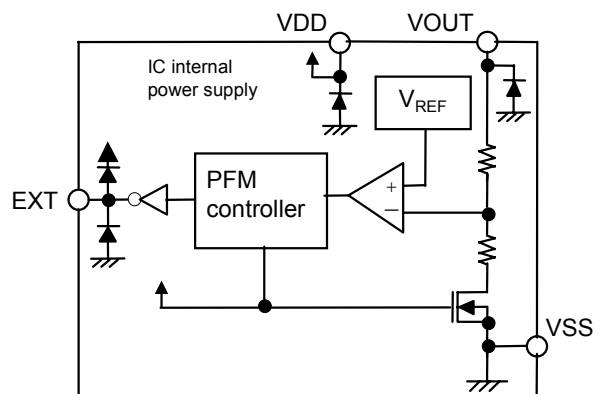 VDD
VOUT
IC internal
power supply
VREF
EXT
PFM
controller
+
−
VSS